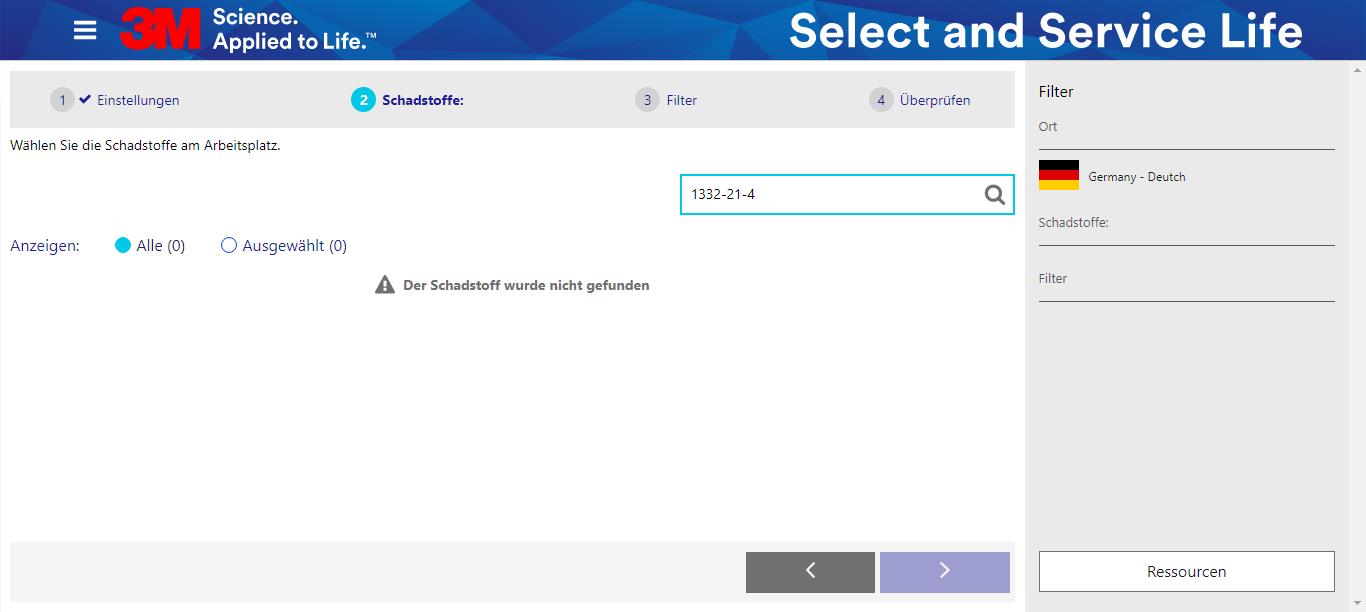 3M Science.
Applied to Life.™
Select and Service Life
1 Einstellungen
2 Schadstoffe:
3 Filter
4 Überprüfen
Wählen Sie die Schadstoffe am Arbeitsplatz.
1332-21-4
Anzeigen: Alle (0) Ausgewählt (0)
Der Schadstoff wurde nicht gefunden
Filter
Ort
Germany - Deutch
Schadstoffe:
Filter
Ressourcen